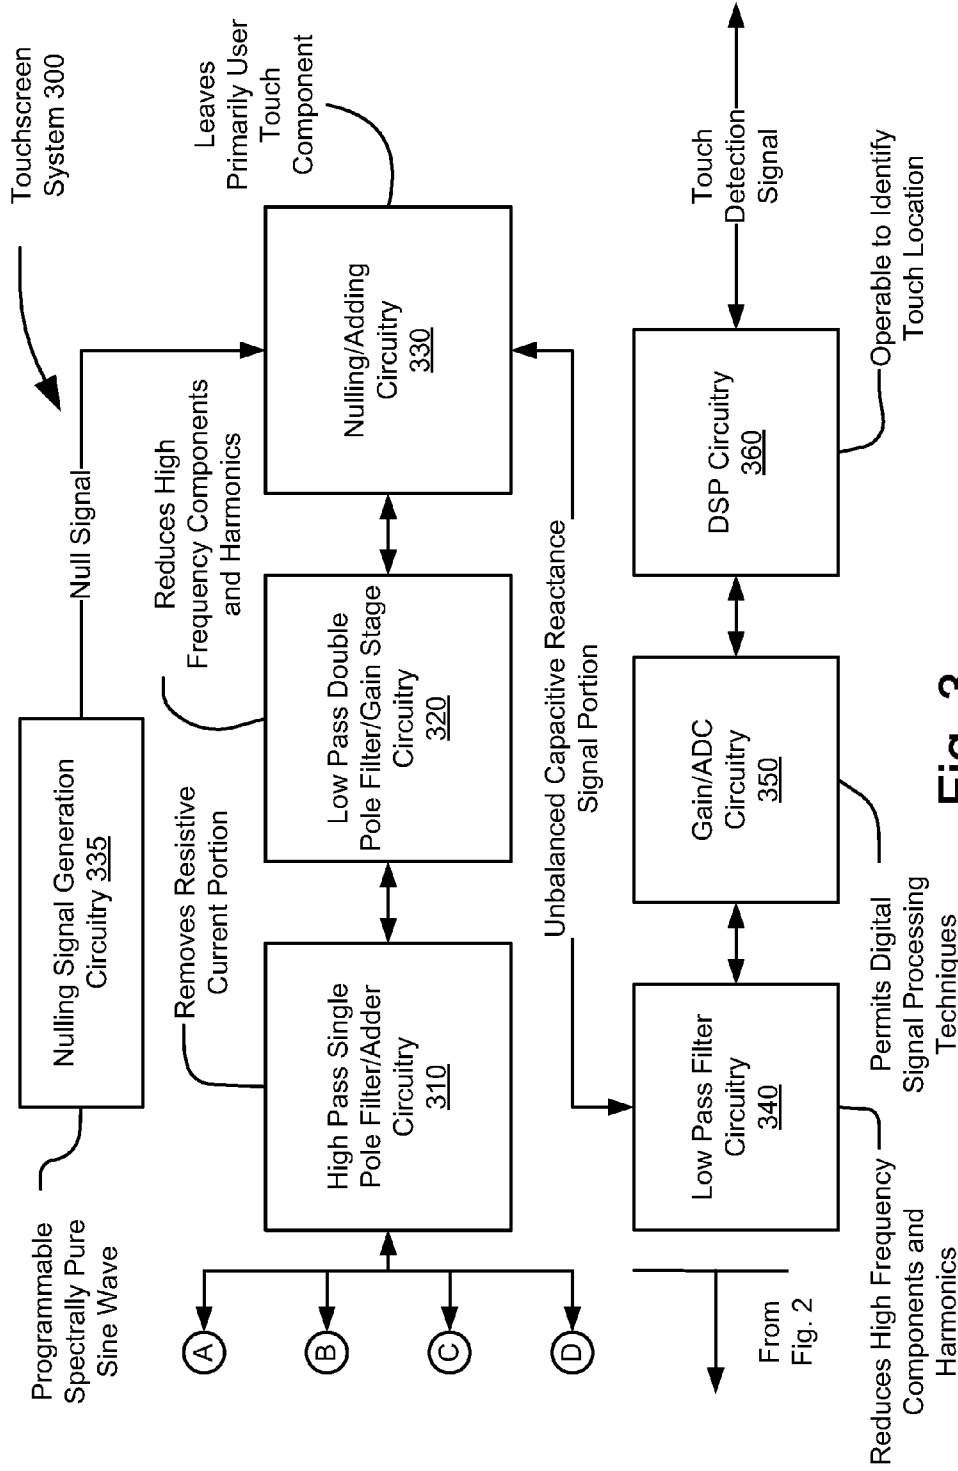 Touchscreen
System 300
Programmable
Spectrally Pure
Sine Wave
Nulling Signal Generation
Circuitry 335
Null Signal
Removes Resistive
Current Portion
Reduces High
Frequency Components
and Harmonics
Leaves
Primarily User
Touch
Component
A
B
C
D
High Pass Single
Pole Filter/Adder
Circuitry
310
Low Pass Double
Pole Filter/Gain Stage
Circuitry
320
Nulling/Adding
Circuitry
330
Unbalanced Capacitive Reactance
Signal Portion
From
Fig. 2
Low Pass Filter
Circuitry
340
Gain/ADC
Circuitry
350
DSP Circuitry
360
Touch
Detection
Signal
Reduces High Frequency
Components and
Harmonics
Permits Digital
Signal Processing
Techniques
Operable to Identify
Touch Location
Fig. 3